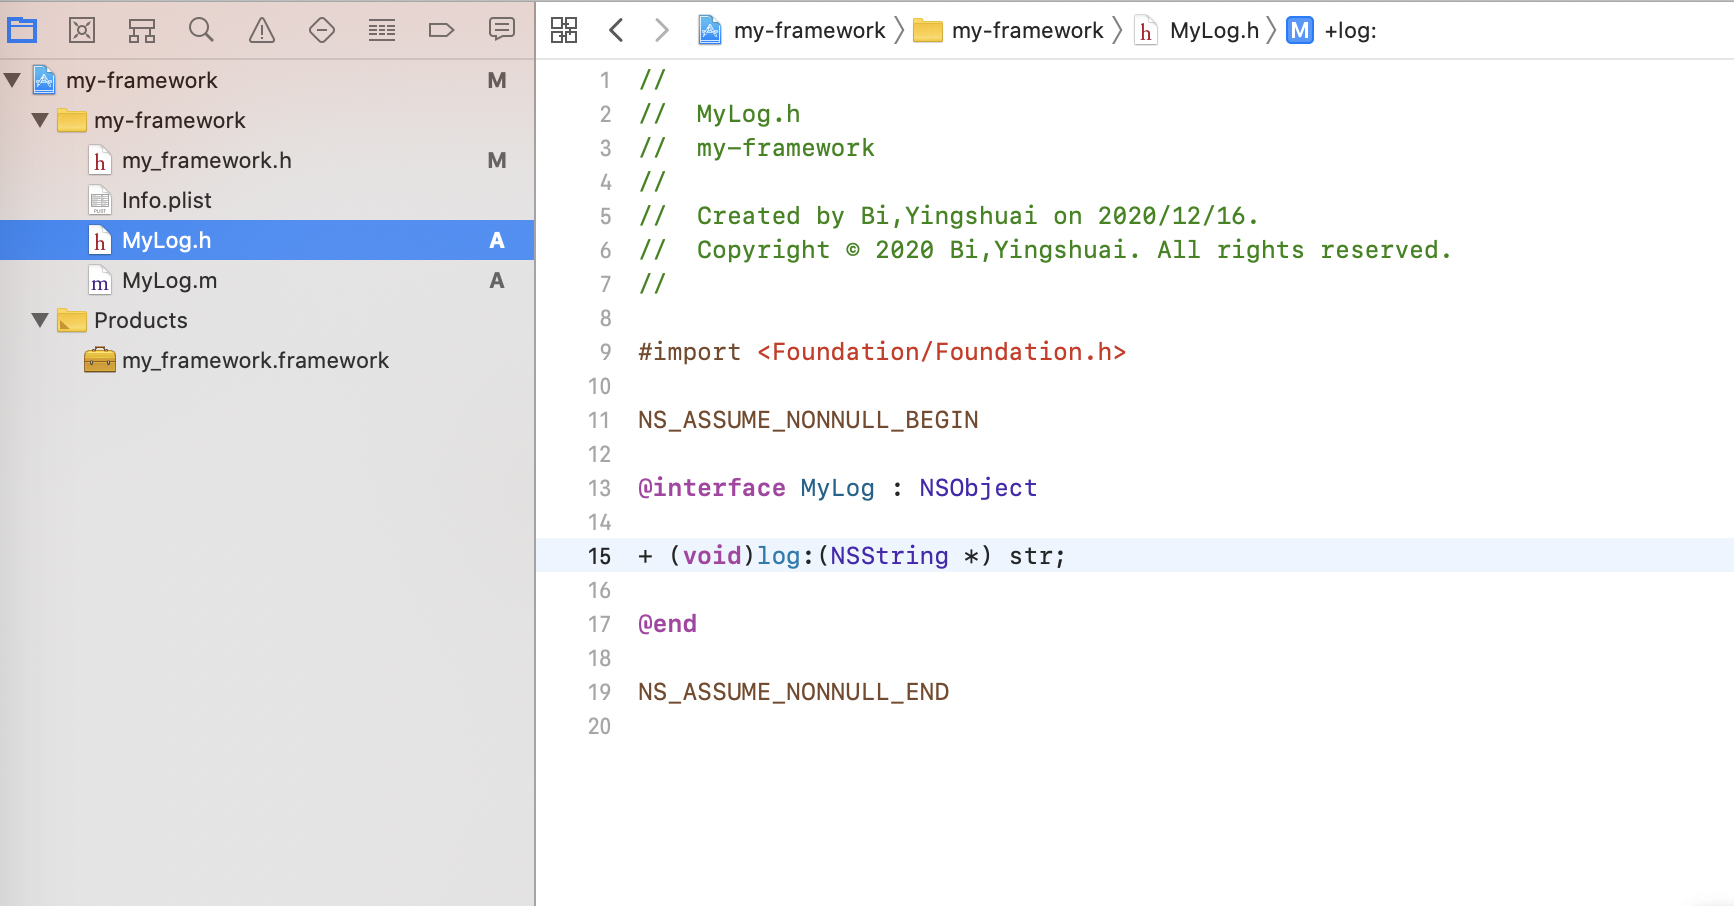 my-framework M
my-framework
h my_framework.h M
Info.plist
h MyLog.h A
m MyLog.m A
Products
my_framework.framework
my-framework my-framework h MyLog.h M +log:
1 //
2 //  MyLog.h
3 //  my-framework
4 //
5 //  Created by Bi,Yingshuai on 2020/12/16.
6 //  Copyright © 2020 Bi,Yingshuai. All rights reserved.
7 //
8
9 #import <Foundation/Foundation.h>
10
11 NS_ASSUME_NONNULL_BEGIN
12
13 @interface MyLog : NSObject
14
15 + (void)log:(NSString *) str;
16
17 @end
18
19 NS_ASSUME_NONNULL_END
20